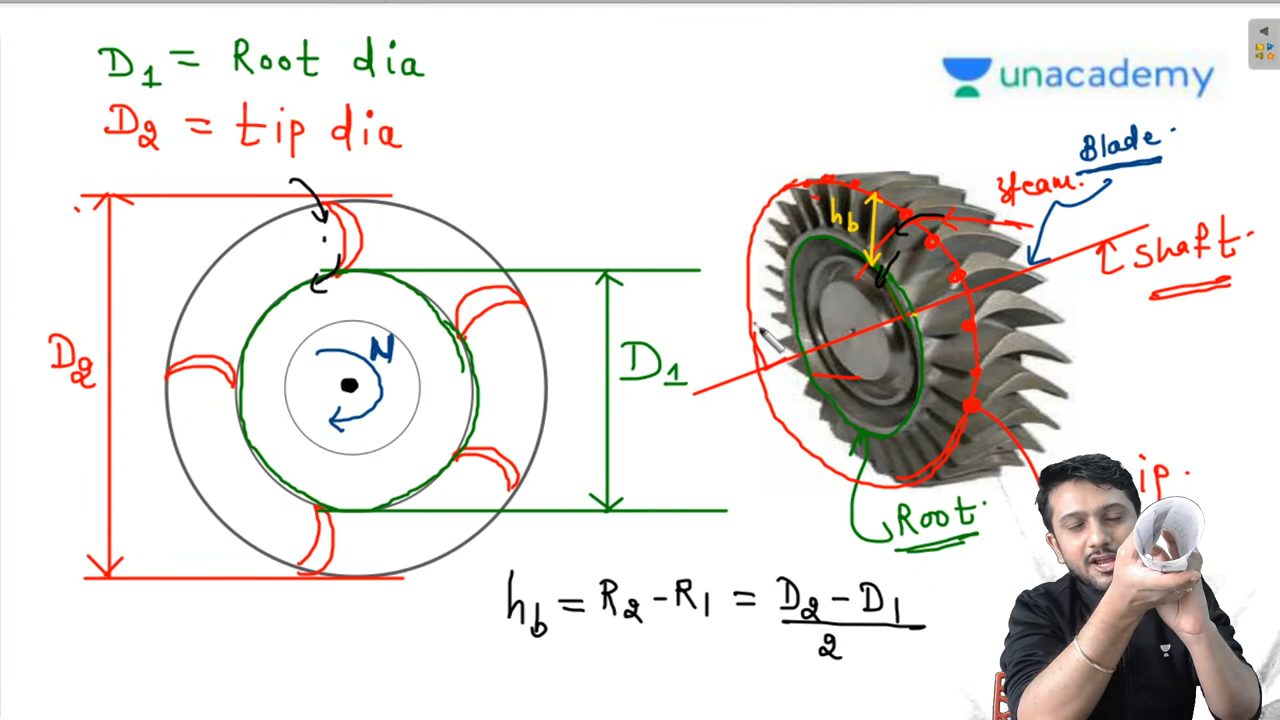 D1 = Root dia
D2 = tip dia
unacademy
Blade
steam.
hb
Shaft.
N
D2
D1
ip.
Root.
hb = R2 - R1 = D2 - D1
2